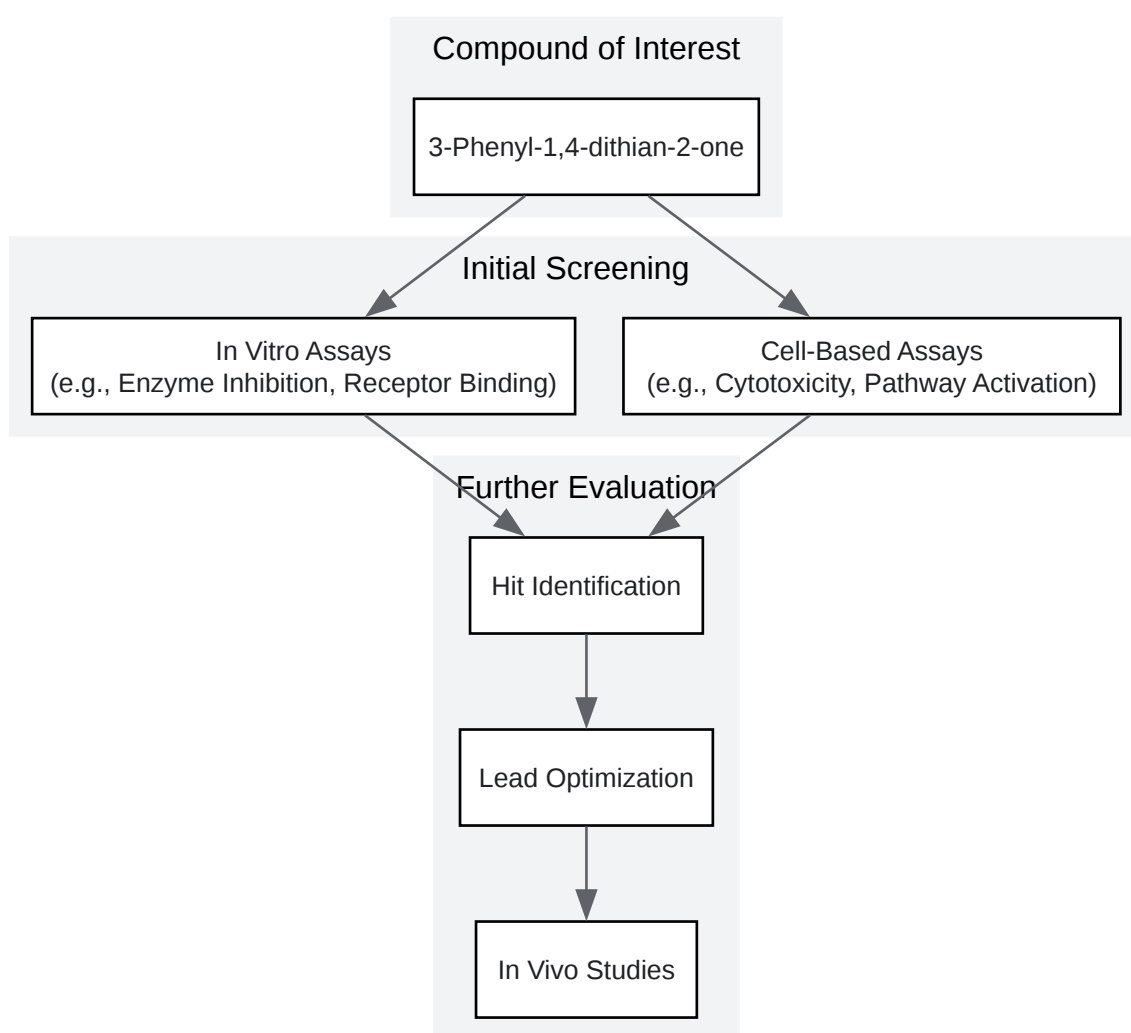 Compound of Interest
3-Phenyl-1,4-dithian-2-one
Initial Screening
In Vitro Assays
(e.g., Enzyme Inhibition, Receptor Binding)
Cell-Based Assays
(e.g., Cytotoxicity, Pathway Activation)
Further Evaluation
Hit Identification
Lead Optimization
In Vivo Studies